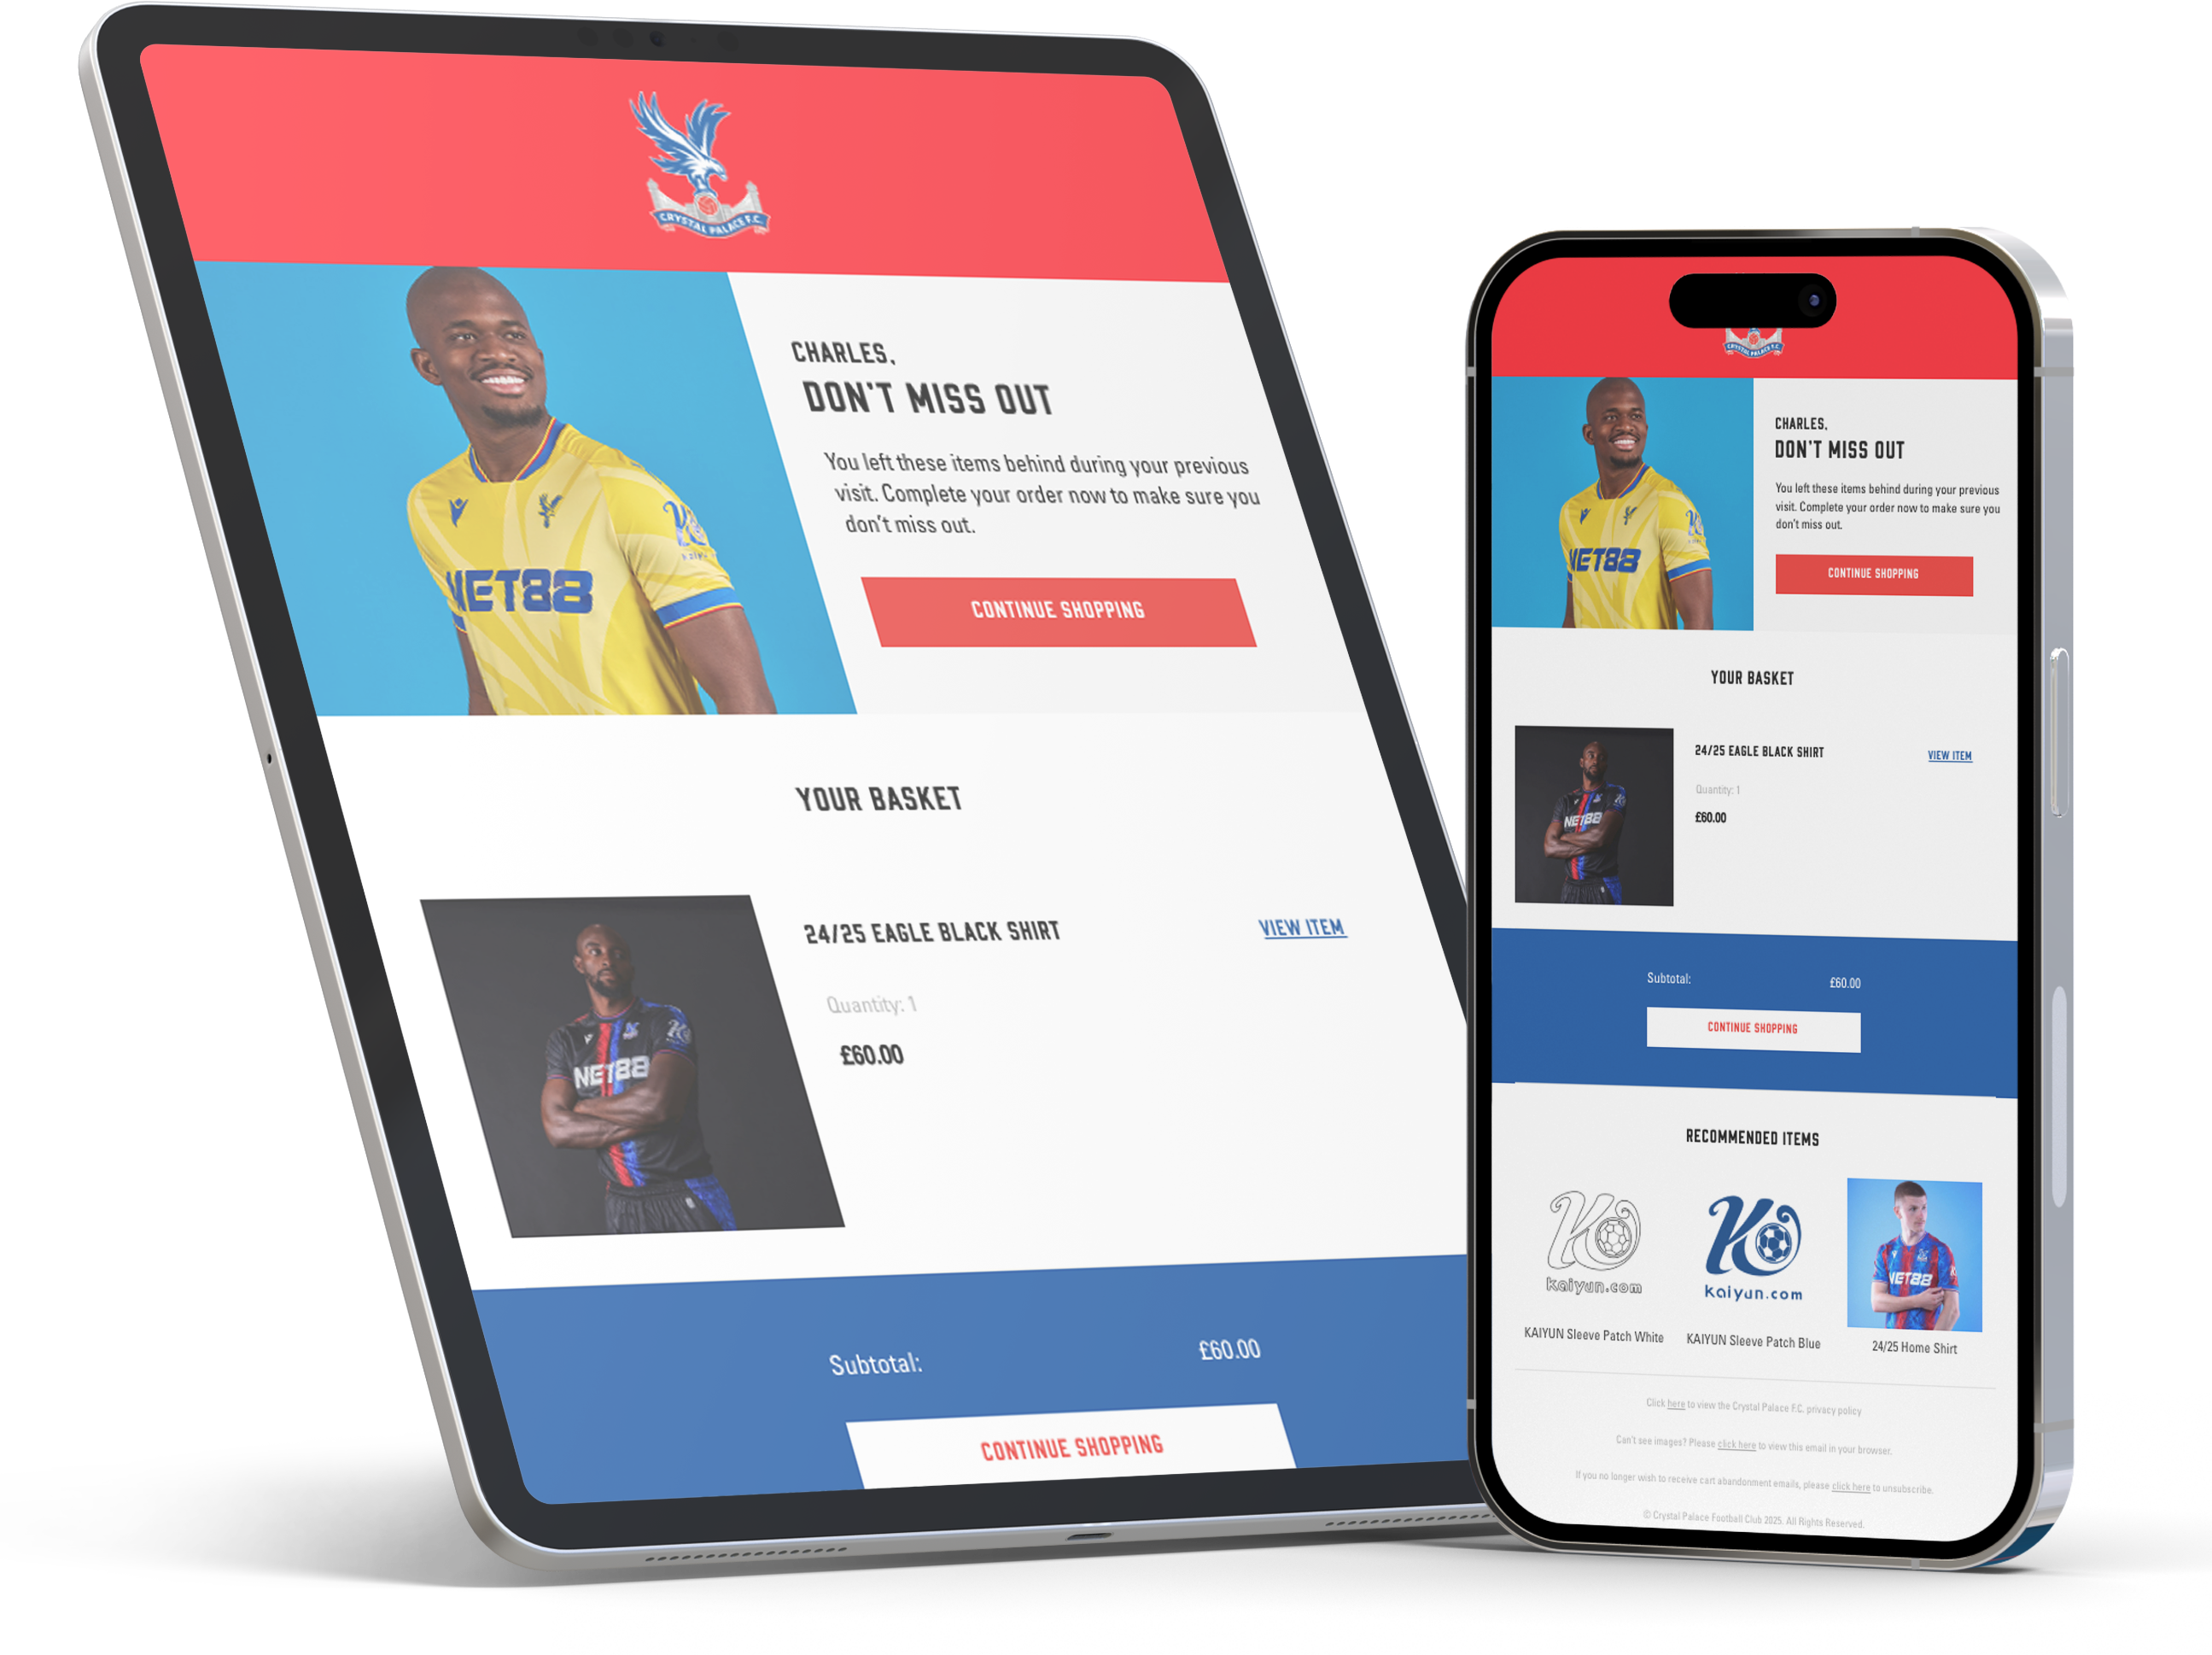 CRYSTAL PALACE F.C.
CHARLES,
DON'T MISS OUT
You left these items behind during your previous
visit. Complete your order now to make sure you
don't miss out.
NET88
CONTINUE SHOPPING
YOUR BASKET
24/25 EAGLE BLACK SHIRT
VIEW ITEM
Quantity: 1
£60.00
NET88
Subtotal:
£60.00
CONTINUE SHOPPING
CRYSTAL PALACE F.C.
CHARLES,
DON'T MISS OUT
You left these items behind during your previous
visit. Complete your order now to make sure you
don't miss out.
NET88
CONTINUE SHOPPING
YOUR BASKET
24/25 EAGLE BLACK SHIRT
VIEW ITEM
Quantity: 1
£60.00
NET88
Subtotal:
£60.00
CONTINUE SHOPPING
RECOMMENDED ITEMS
kaiyun.com
kaiyun.com
NET88
KAIYUN Sleeve Patch White
KAIYUN Sleeve Patch Blue
24/25 Home Shirt
Click here to view the Crystal Palace F.C. privacy policy
Can't see images? Please click here to view this email in your browser.
If you no longer wish to receive cart abandonment emails, please click here to unsubscribe.
© Crystal Palace Football Club 2025. All Rights Reserved.